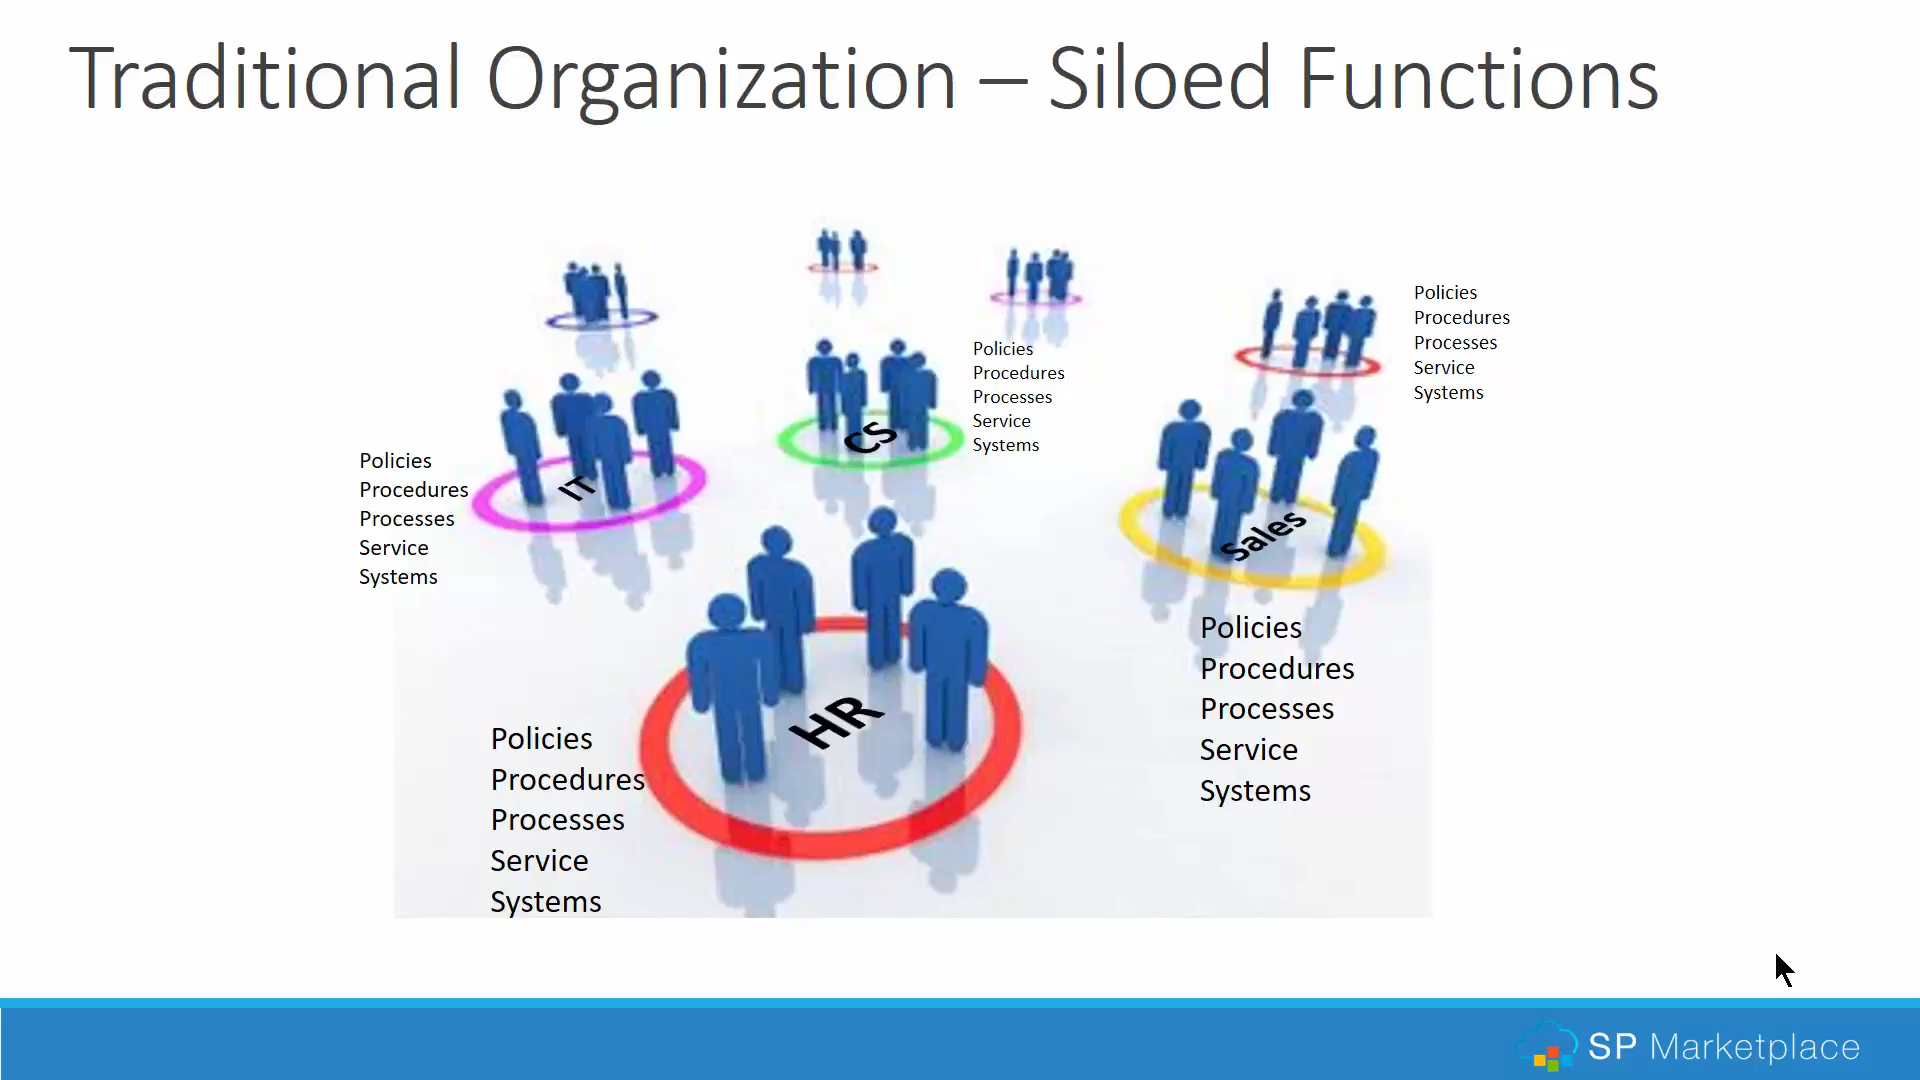 Traditional Organization – Siloed Functions
Policies
Procedures
Processes
Service
Systems
Policies
Procedures
Processes
Service
Systems
CS
Policies
Procedures
Processes
Service
Systems
IT
Sales
Policies
Procedures
Processes
Service
Systems
HR
Policies
Procedures
Processes
Service
Systems
SP Marketplace